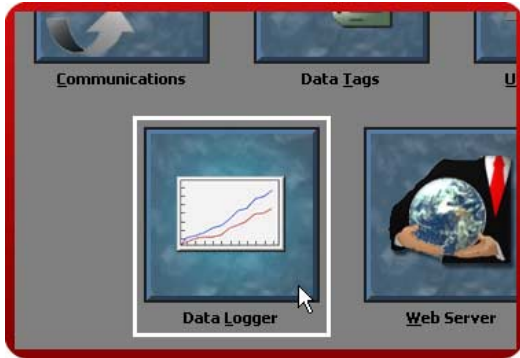 Communications
Data Tags
U
Data Logger
Web Server